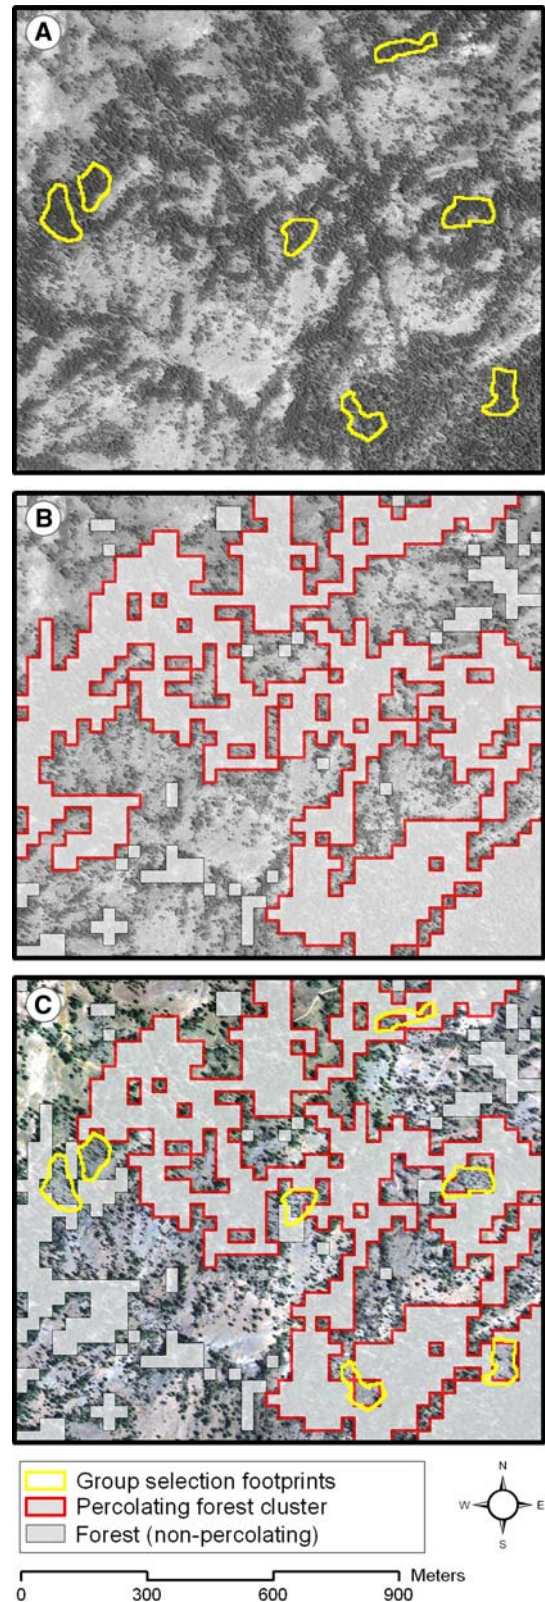 A
B
C
Group selection footprints
Percolating forest cluster
Forest (non-percolating)
N
W E
S
Meters
0 300 600 900